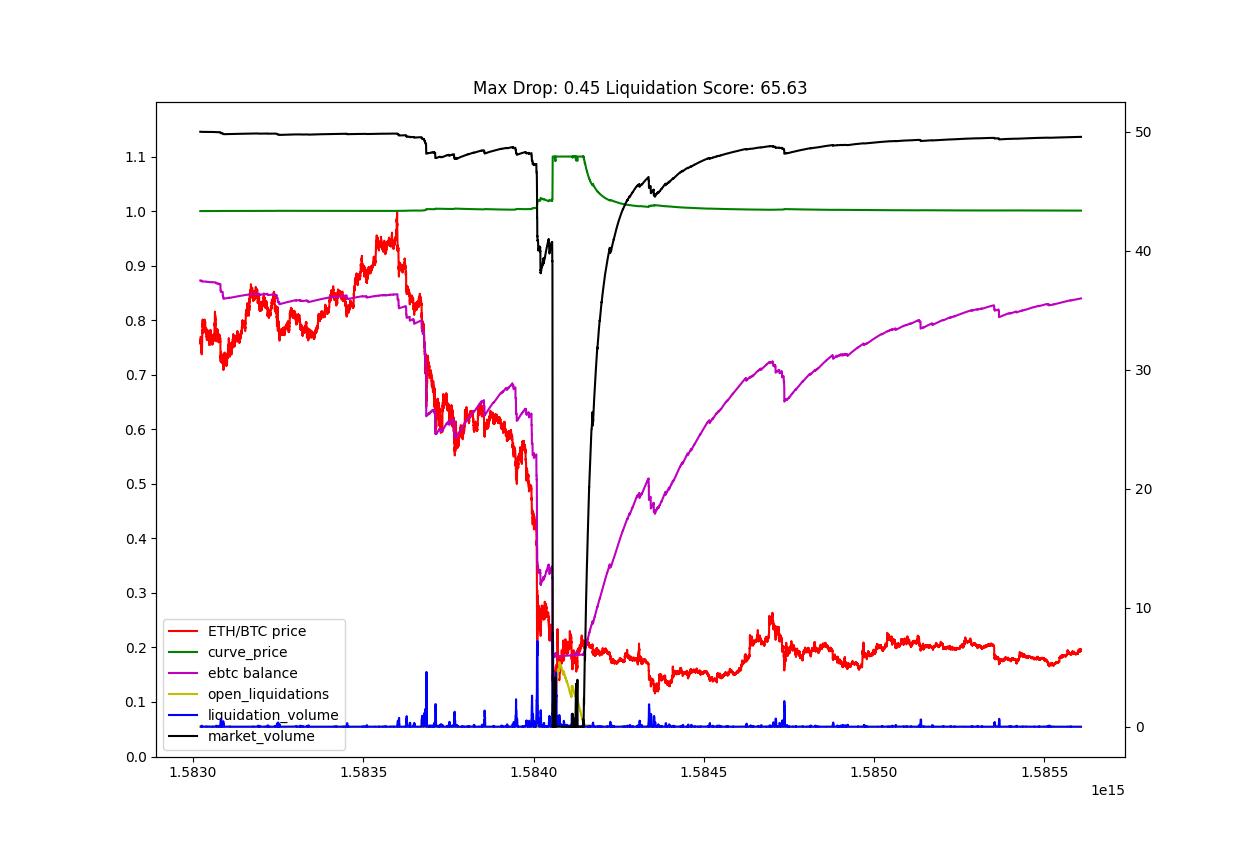 Max Drop: 0.45 Liquidation Score: 65.63
1.1
1.0
0.9
0.8
0.7
0.6
0.5
0.4
0.3
0.2
0.1
0.0
50
40
30
20
10
0
ETH/BTC price
curve_price
ebtc balance
open_liquidations
liquidation_volume
market_volume
1.5830 1.5835 1.5840 1.5845 1.5850 1.5855
1e15